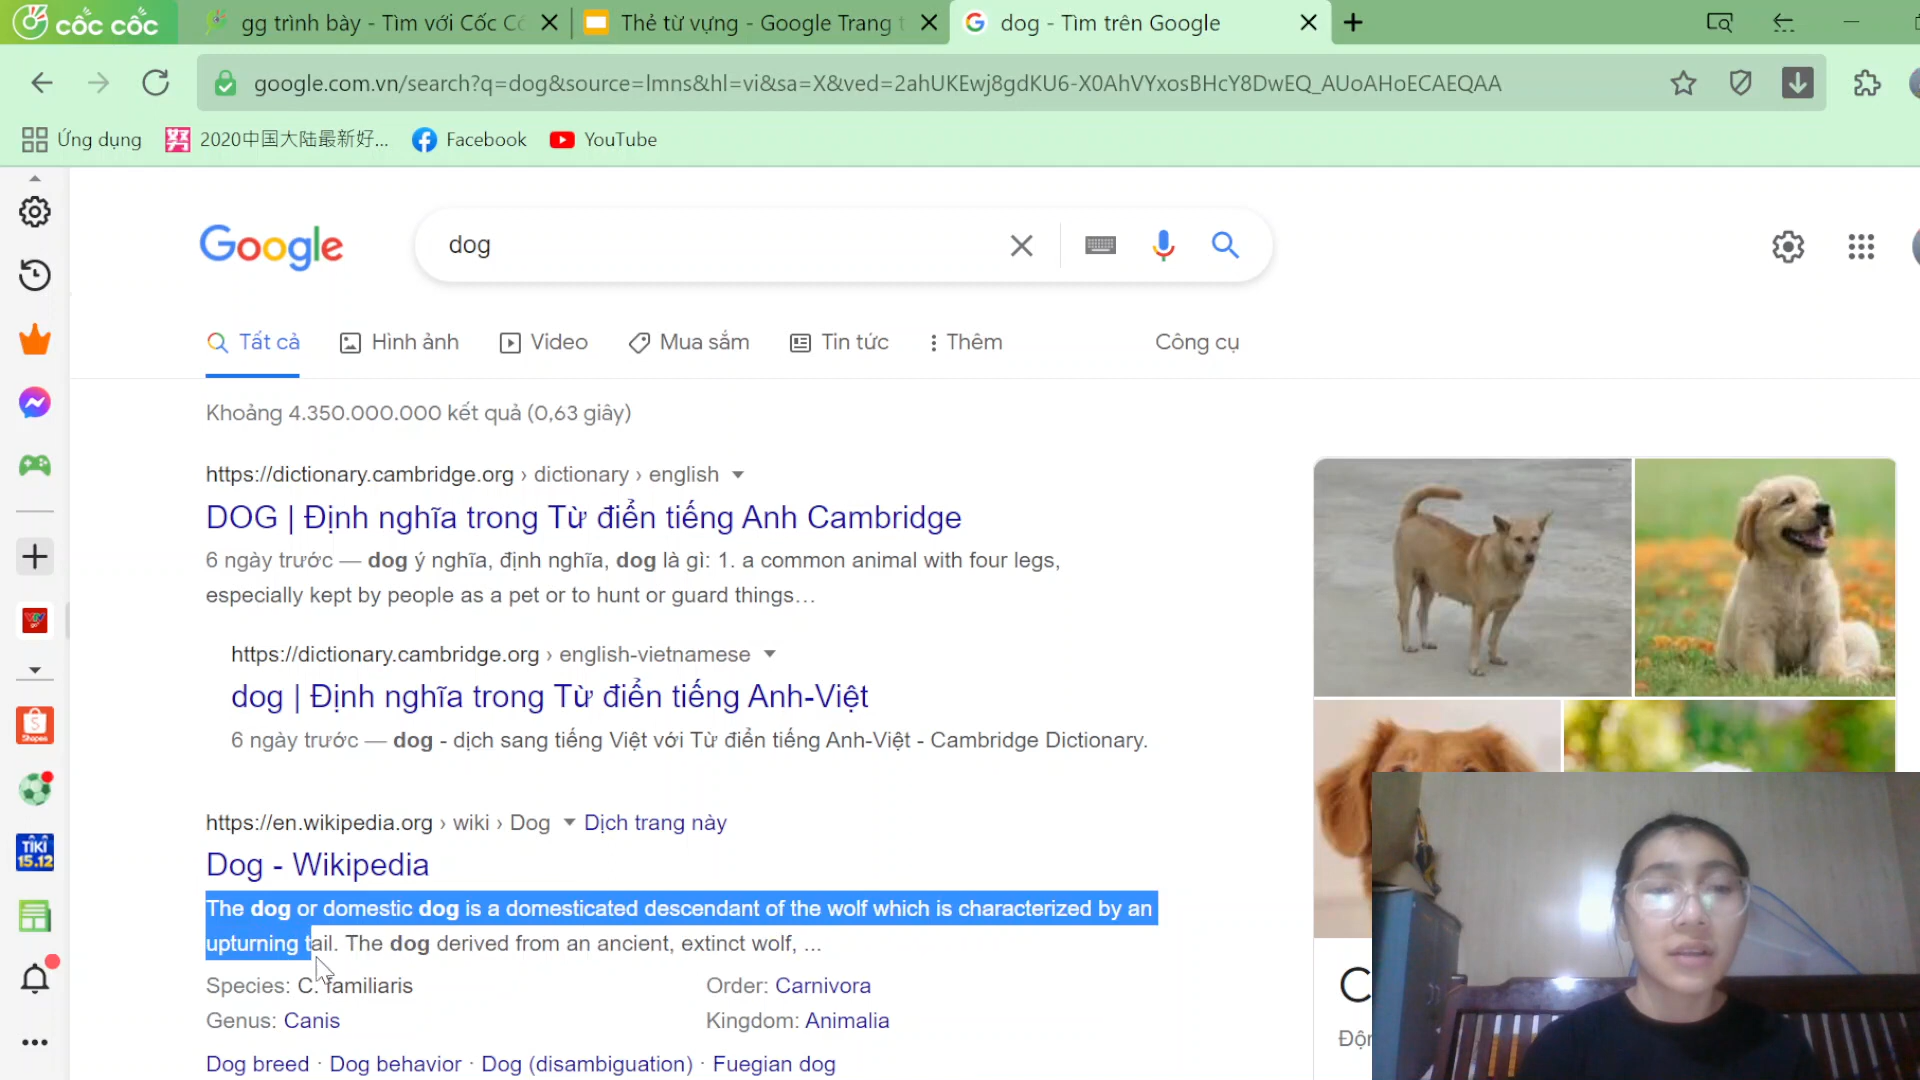 cốc cốc
gg trình bày - Tìm với Cốc Cố
Thẻ từ vựng - Google Trang t
dog - Tìm trên Google
google.com.vn/search?q=dog&source=lmns&hl=vi&sa=X&ved=2ahUKEwj8gdKU6-X0AhVYxosBHcY8DwEQ_AUoAHoECAEQAA
Ứng dụng
2020中国大陆最新好...
Facebook
YouTube
Google
dog
Tất cả
Hình ảnh
Video
Mua sắm
Tin tức
Thêm
Công cụ
Khoảng 4.350.000.000 kết quả (0,63 giây)
https://dictionary.cambridge.org › dictionary › english
DOG | Định nghĩa trong Từ điển tiếng Anh Cambridge
6 ngày trước — dog ý nghĩa, định nghĩa, dog là gì: 1. a common animal with four legs,
especially kept by people as a pet or to hunt or guard things…
https://dictionary.cambridge.org › english-vietnamese
dog | Định nghĩa trong Từ điển tiếng Anh-Việt
6 ngày trước — dog - dịch sang tiếng Việt với Từ điển tiếng Anh-Việt - Cambridge Dictionary.
https://en.wikipedia.org › wiki › Dog
Dịch trang này
Dog - Wikipedia
The dog or domestic dog is a domesticated descendant of the wolf which is characterized by an
upturning tail. The dog derived from an ancient, extinct wolf, ...
Species: C. familiaris
Order: Carnivora
Genus: Canis
Kingdom: Animalia
Dog breed · Dog behavior · Dog (disambiguation) · Fuegian dog
Shopee
TIKI
15.12
C
Độn